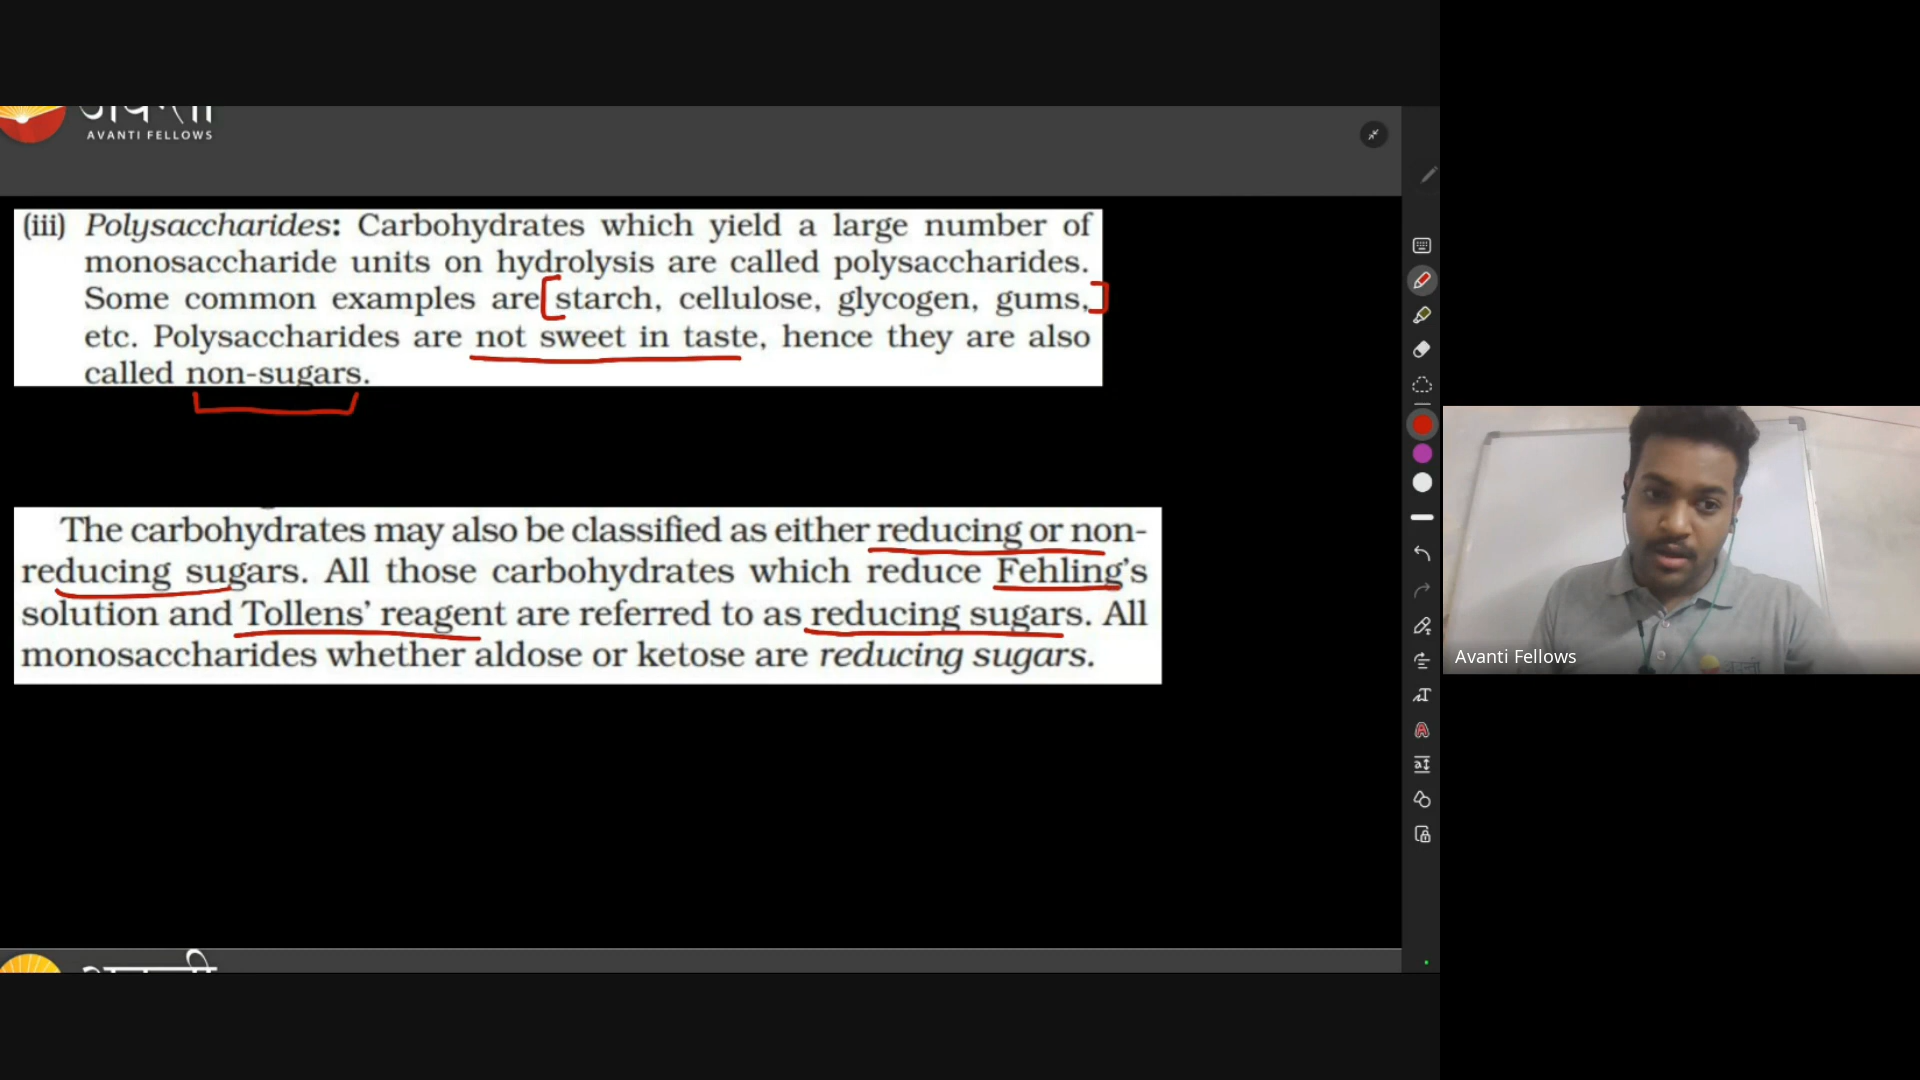 AVANTI FELLOWS
(iii) Polysaccharides: Carbohydrates which yield a large number of
monosaccharide units on hydrolysis are called polysaccharides.
Some common examples are starch, cellulose, glycogen, gums,
etc. Polysaccharides are not sweet in taste, hence they are also
called non-sugars.
The carbohydrates may also be classified as either reducing or non-
reducing sugars. All those carbohydrates which reduce Fehling's
solution and Tollens' reagent are referred to as reducing sugars. All
monosaccharides whether aldose or ketose are reducing sugars.
Avanti Fellows